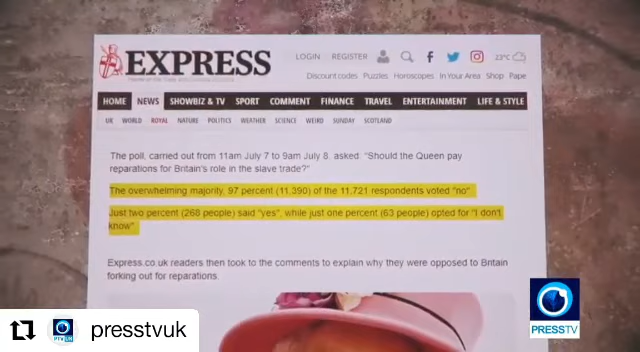 EXPRESS
LOGIN REGISTER
23°C
Discount codes Puzzles Horoscopes In Your Area Shop Pape
HOME NEWS SHOWBIZ & TV SPORT COMMENT FINANCE TRAVEL ENTERTAINMENT LIFE & STYLE
UK WORLD ROYAL NATURE POLITICS WEATHER SCIENCE WEIRD SUNDAY SCOTLAND
The poll, carried out from 11am July 7 to 9am July 8, asked: "Should the Queen pay
reparations for Britain's role in the slave trade?"
The overwhelming majority, 97 percent (11,390) of the 11,721 respondents voted "no"
Just two percent (268 people) said "yes", while just one percent (63 people) opted for "I don't
know".
Express.co.uk readers then took to the comments to explain why they were opposed to Britain
forking out for reparations.
PRESSTV
PTV UK
presstvuk